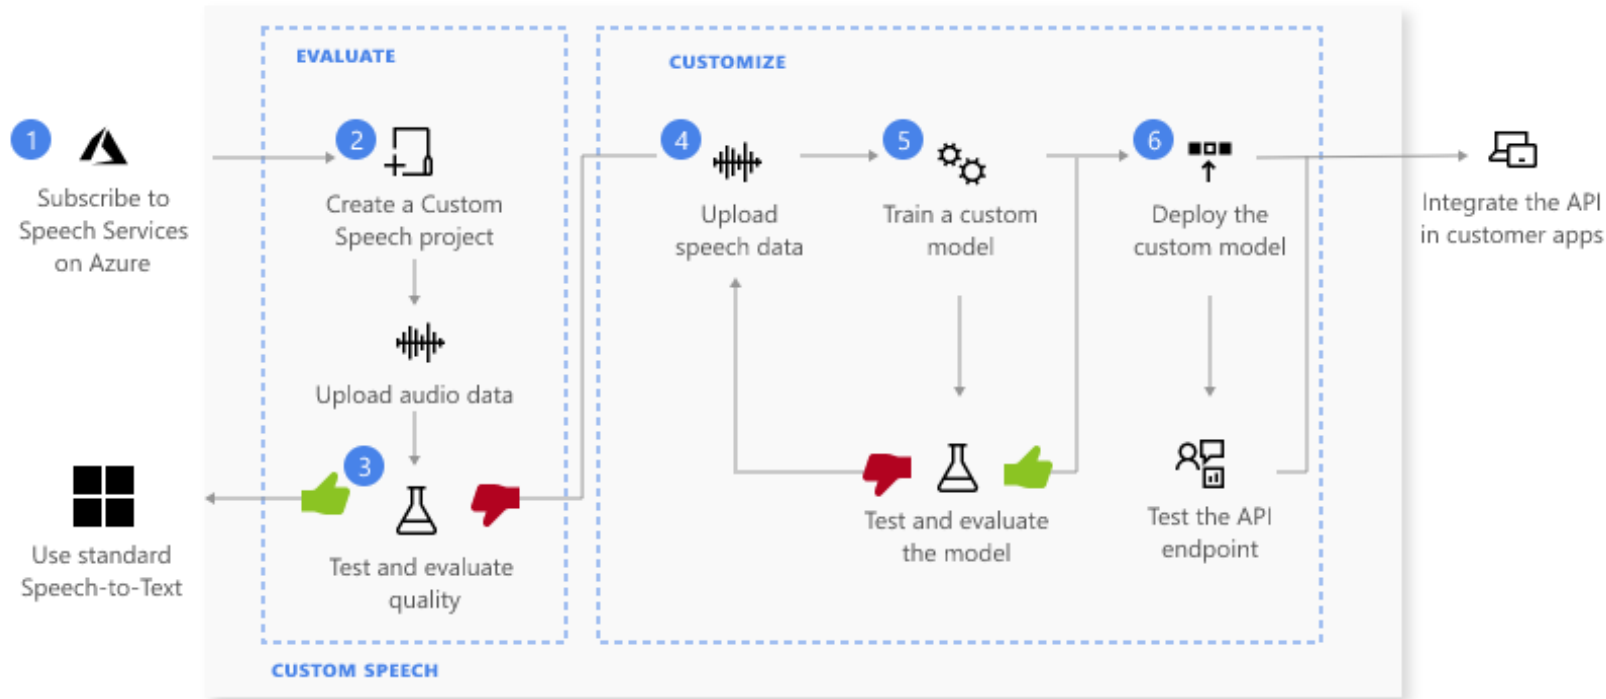 EVALUATE
CUSTOMIZE
1
Subscribe to
Speech Services
on Azure
2
Create a Custom
Speech project
Upload audio data
3
Test and evaluate
quality
Use standard
Speech-to-Text
4
Upload
speech data
5
Train a custom
model
Test and evaluate
the model
6
Deploy the
custom model
Test the API
endpoint
Integrate the API
in customer apps
CUSTOM SPEECH